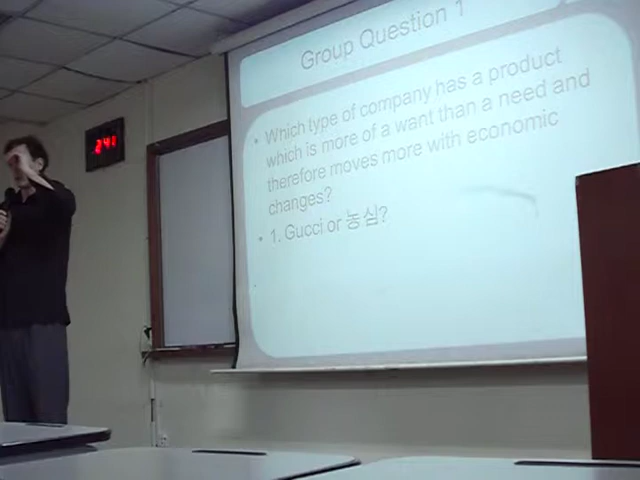 2:41
Group Question 1
• Which type of company has a product
which is more of a want than a need and
therefore moves more with economic
changes?
• 1. Gucci or 농심?